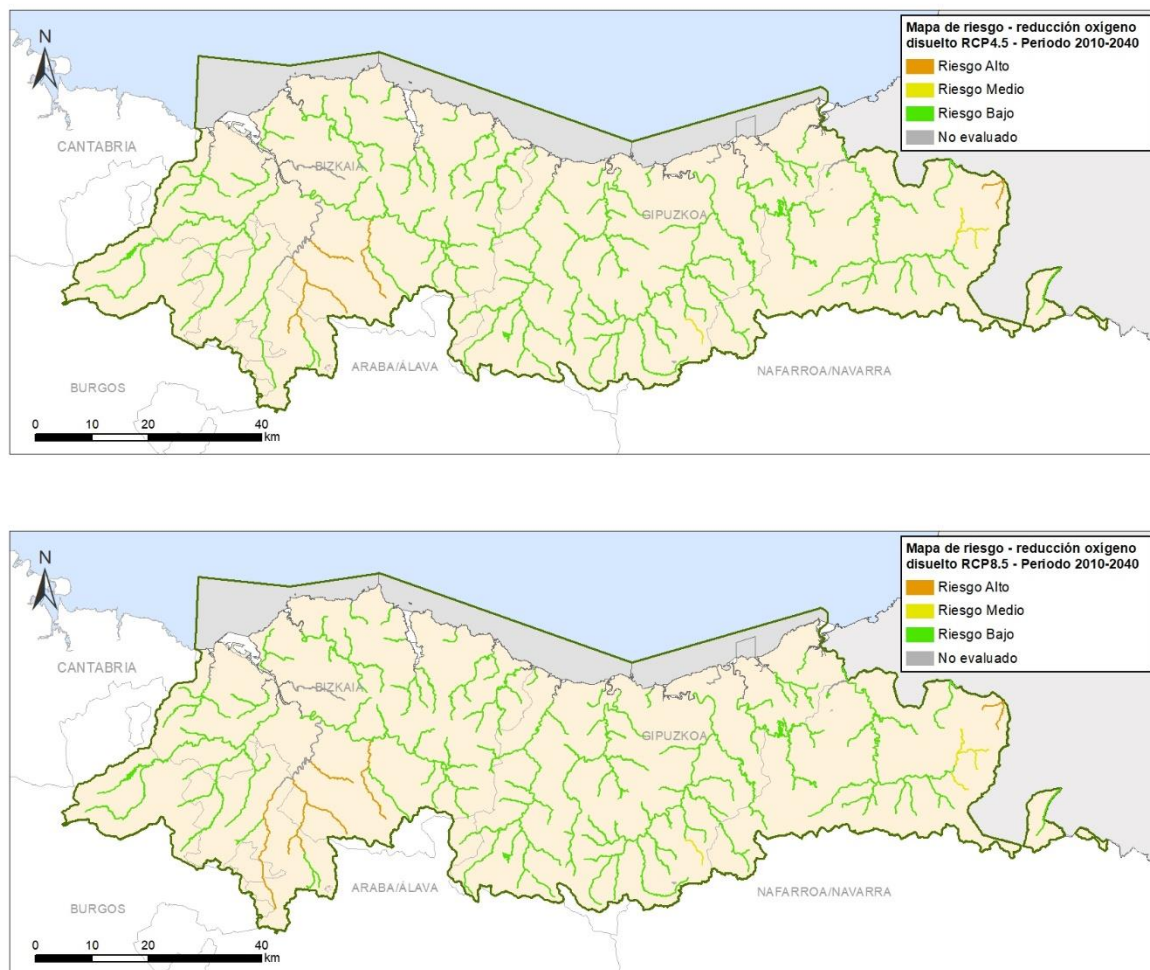 Mapa de riesgo - reducción oxígeno
disuelto RCP4.5 - Periodo 2010-2040
Riesgo Alto
Riesgo Medio
Riesgo Bajo
No evaluado
N
CANTABRIA
BIZKAIA
GIPUZKOA
ARABA/ÁLAVA
NAFARROA/NAVARRA
BURGOS
0 10 20 40
km
Mapa de riesgo - reducción oxígeno
disuelto RCP8.5 - Periodo 2010-2040
Riesgo Alto
Riesgo Medio
Riesgo Bajo
No evaluado
N
CANTABRIA
BIZKAIA
GIPUZKOA
ARABA/ÁLAVA
NAFARROA/NAVARRA
BURGOS
0 10 20 40
km